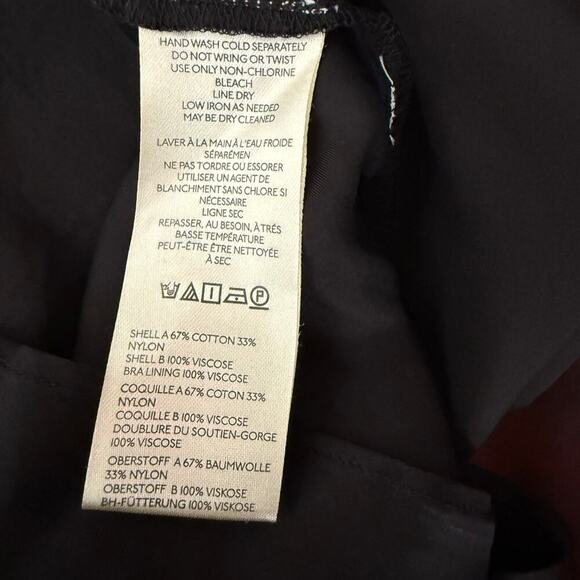 HAND WASH COLD SEPARATELY
DO NOT WRING OR TWIST
USE ONLY NON-CHLORINE
BLEACH
LINE DRY
LOW IRON AS NEEDED
MAY BE DRY CLEANED
LAVER À LA MAIN À L'EAU FROIDE
SÉPARÉMEN
NE PAS TORDRE OU ESSORER
UTILISER UN AGENT DE
BLANCHIMENT SANS CHLORE SI
NÉCESSAIRE
LIGNE SEC
REPASSER, AU BESOIN, À TRÉS
BASSE TEMPÉRATURE
PEUT-ÊTRE ÊTRE NETTOYÉE
À SEC
P
SHELL A 67% COTTON 33%
NYLON
SHELL B 100% VISCOSE
BRA LINING 100% VISCOSE
COQUILLE A 67% COTON 33%
NYLON
COQUILLE B 100% VISCOSE
DOUBLURE DU SOUTIEN-GORGE
100% VISCOSE
OBERSTOFF A 67% BAUMWOLLE
33% NYLON
OBERSTOFF B 100% VISKOSE
BH-FÜTTERUNG 100% VISKOSE